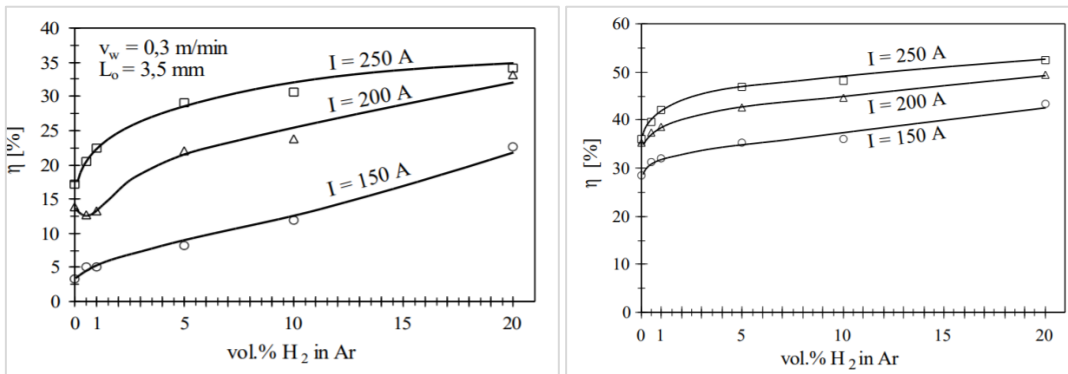 40
35
30
25
20
15
10
5
0
η [%]
v_w = 0,3 m/min
L_o = 3,5 mm
I = 250 A
I = 200 A
I = 150 A
0 1 5 10 15 20
vol.% H₂ in Ar
60
50
40
30
20
10
0
η [%]
I = 250 A
I = 200 A
I = 150 A
0 1 5 10 15 20
vol.% H₂ in Ar